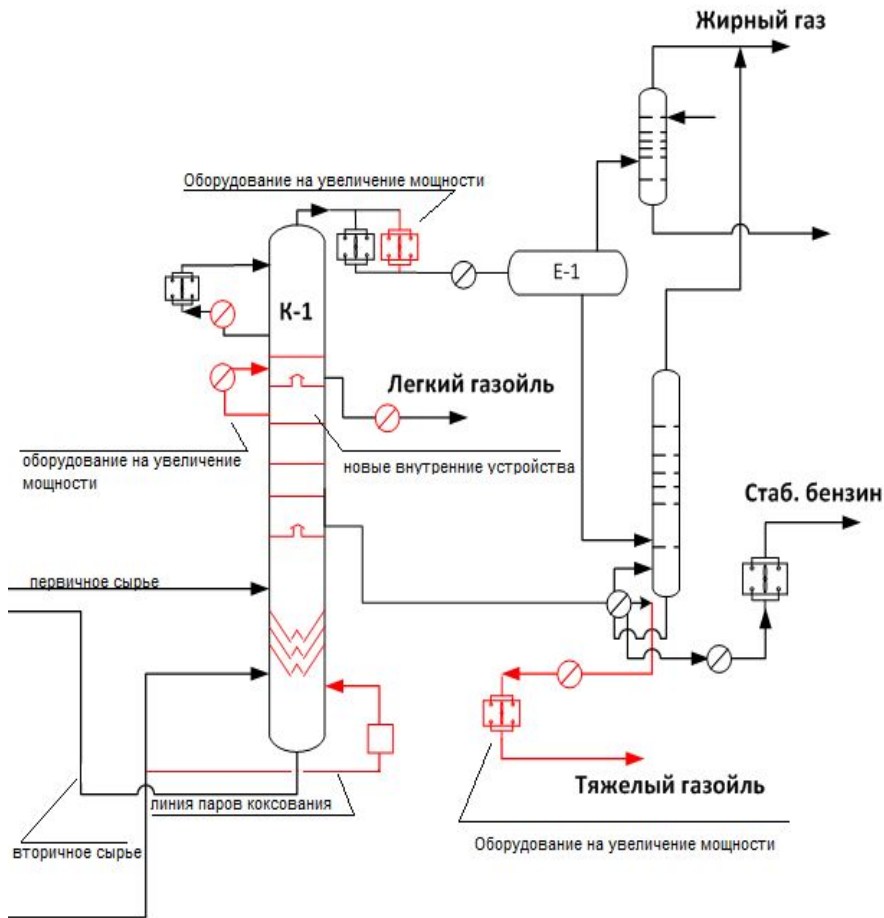 Жирный газ
Оборудование на увеличение мощности
Е-1
К-1
Легкий газойль
оборудование на увеличение
мощности
новые внутренние устройства
Стаб. бензин
первичное сырье
Тяжелый газойль
линия паров коксования
Оборудование на увеличение мощности
вторичное сырье